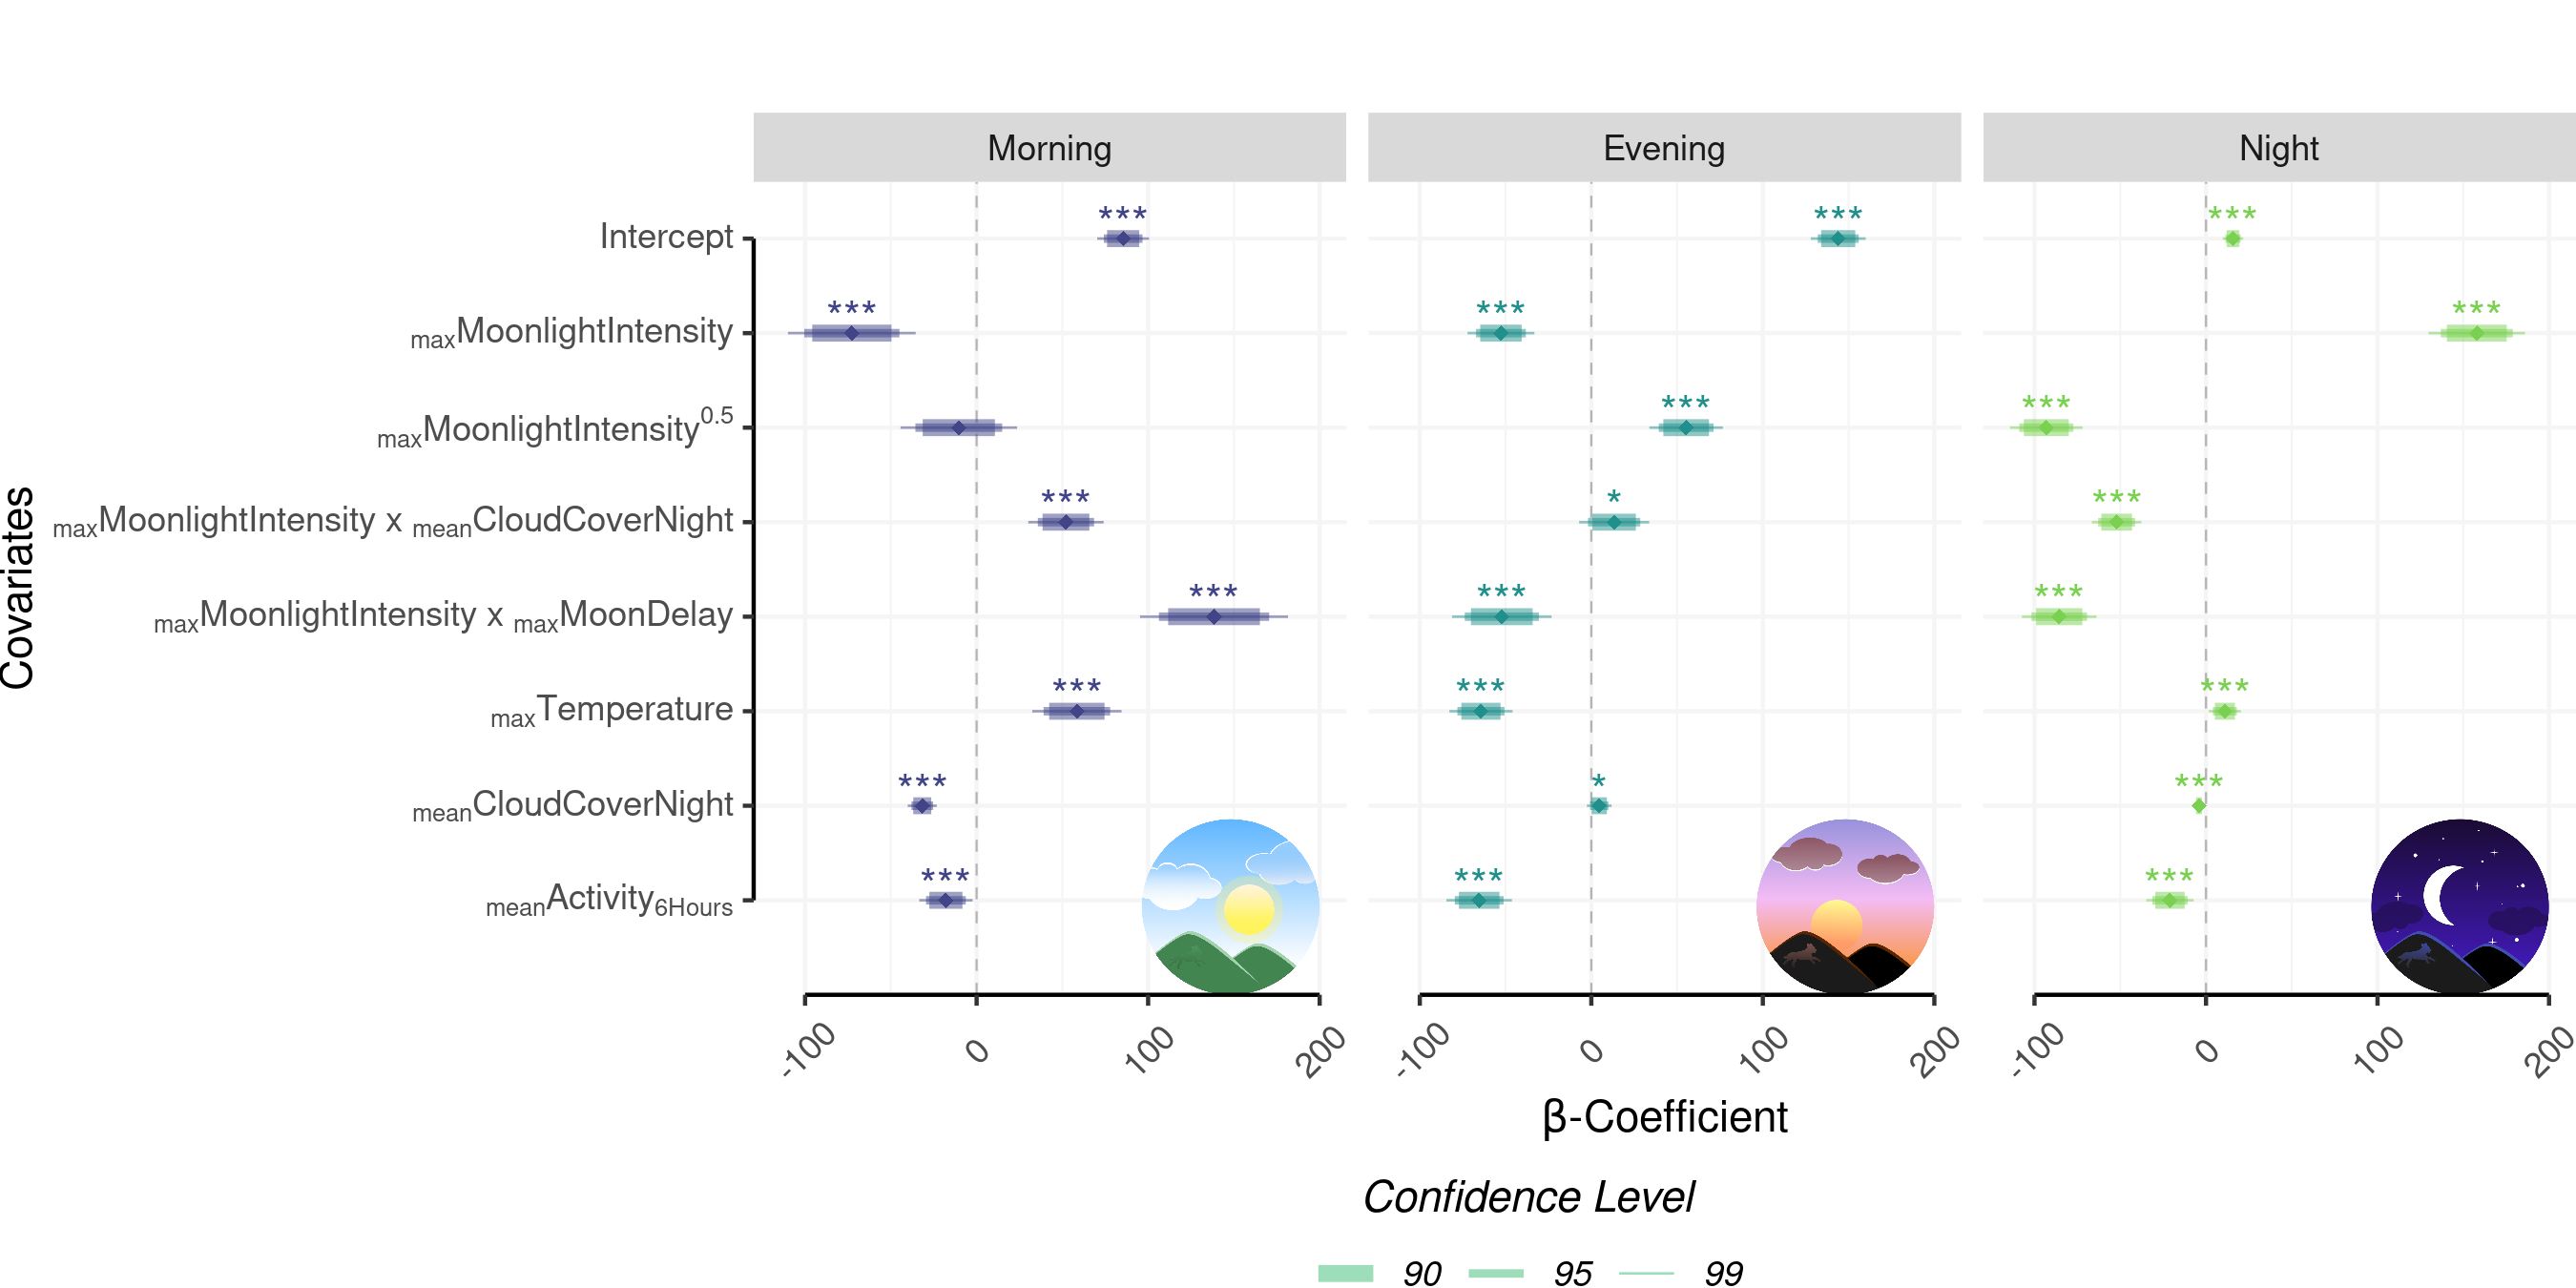 Morning Evening Night
*** *** ***
Intercept
*** *** ***
maxMoonlightIntensity
*** ***
maxMoonlightIntensity0.5
*** * ***
maxMoonlightIntensity x meanCloudCoverNight
*** *** ***
maxMoonlightIntensity x maxMoonDelay
*** *** ***
maxTemperature
*** * ***
meanCloudCoverNight
*** *** ***
meanActivity6Hours
Covariates
-100 0 100 200 -100 0 100 200 -100 0 100 200
β-Coefficient
Confidence Level
90 95 99